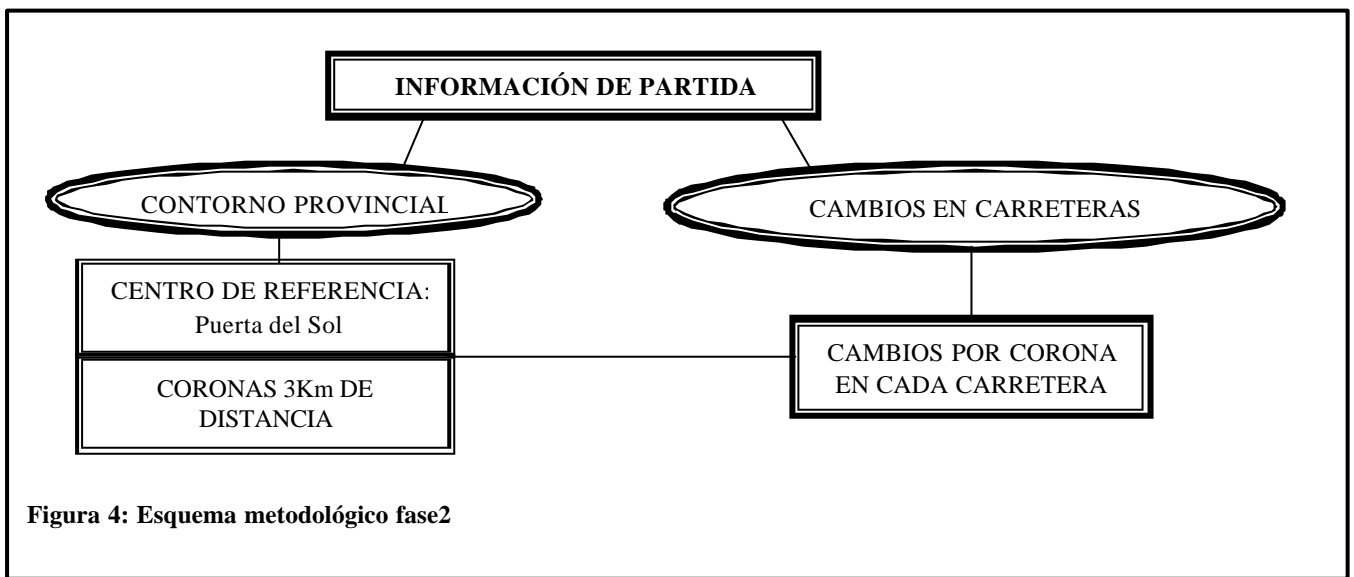 INFORMACIÓN DE PARTIDA
CONTORNO PROVINCIAL
CAMBIOS EN CARRETERAS
CENTRO DE REFERENCIA:
Puerta del Sol
CORONAS 3Km DE
DISTANCIA
CAMBIOS POR CORONA
EN CADA CARRETERA
Figura 4: Esquema metodológico fase2